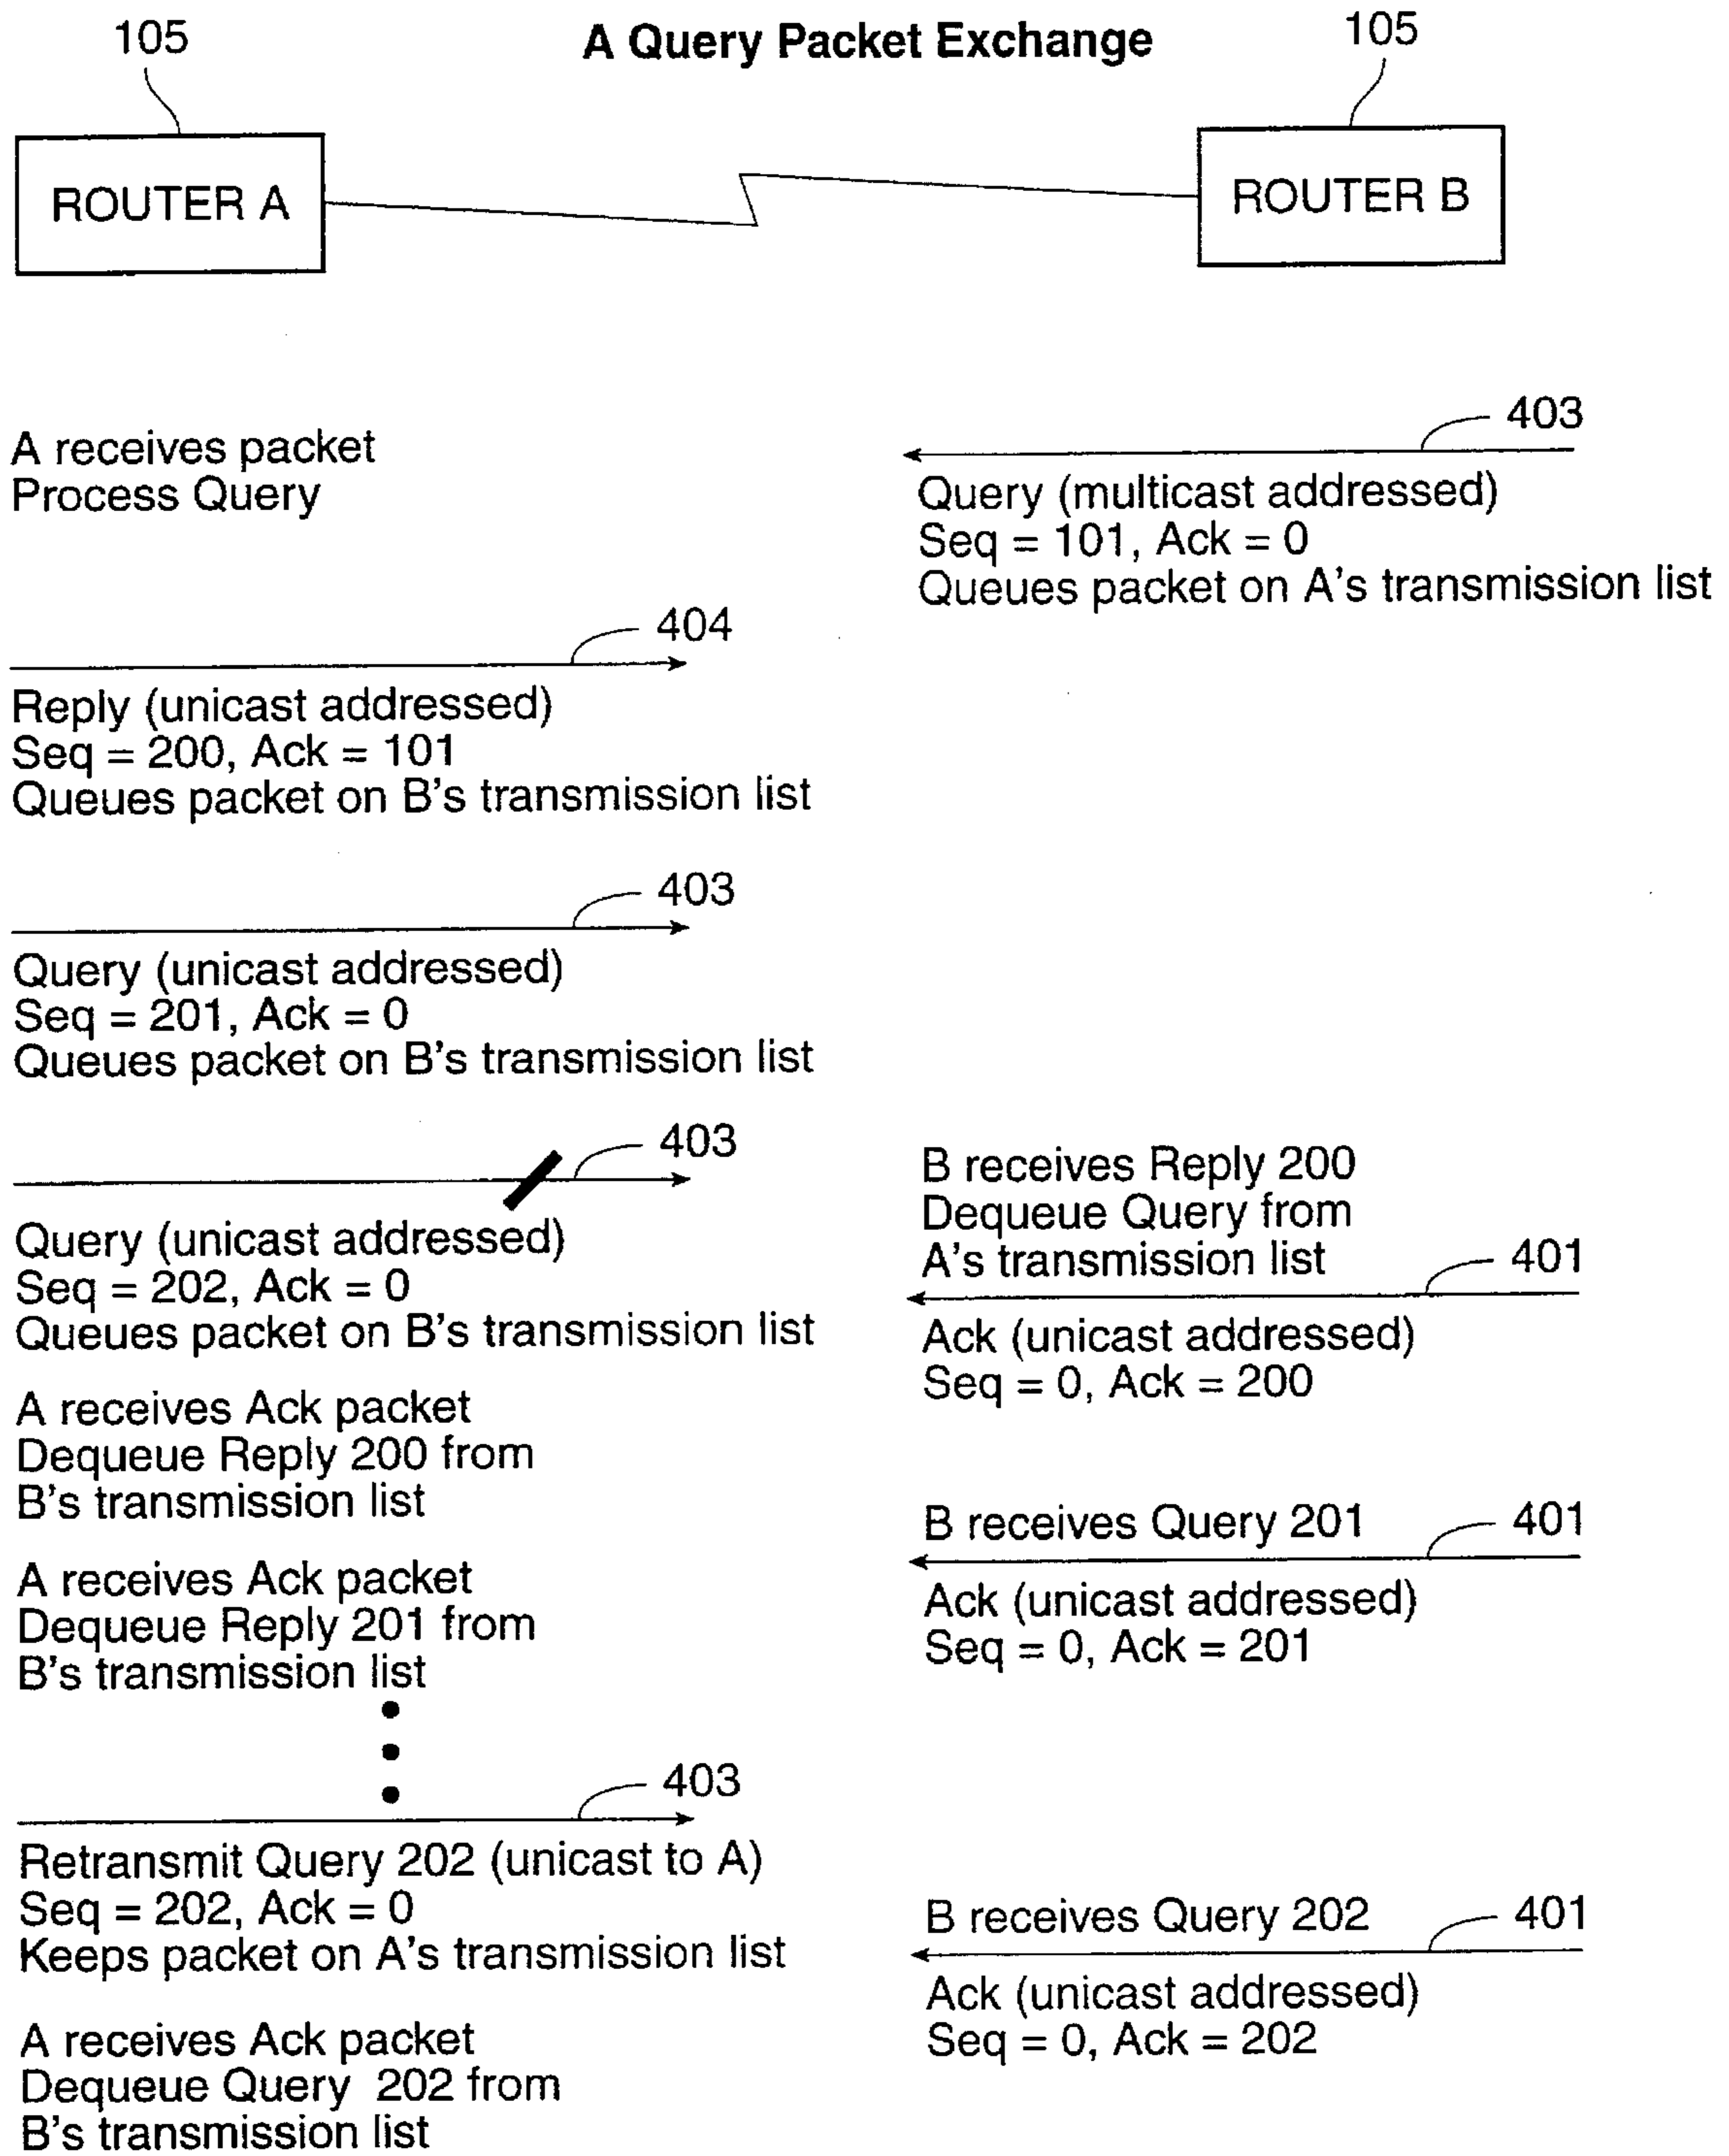 105
A Query Packet Exchange
105
ROUTER A
ROUTER B
A receives packet
Process Query
403
Query (multicast addressed)
Seq = 101, Ack = 0
Queues packet on A's transmission list
404
Reply (unicast addressed)
Seq = 200, Ack = 101
Queues packet on B's transmission list
403
Query (unicast addressed)
Seq = 201, Ack = 0
Queues packet on B's transmission list
403
Query (unicast addressed)
Seq = 202, Ack = 0
Queues packet on B's transmission list
B receives Reply 200
Dequeue Query from
A's transmission list
401
Ack (unicast addressed)
Seq = 0, Ack = 200
A receives Ack packet
Dequeue Reply 200 from
B's transmission list
B receives Query 201
401
Ack (unicast addressed)
Seq = 0, Ack = 201
A receives Ack packet
Dequeue Reply 201 from
B's transmission list
403
Retransmit Query 202 (unicast to A)
Seq = 202, Ack = 0
Keeps packet on A's transmission list
B receives Query 202
401
Ack (unicast addressed)
Seq = 0, Ack = 202
A receives Ack packet
Dequeue Query 202 from
B's transmission list